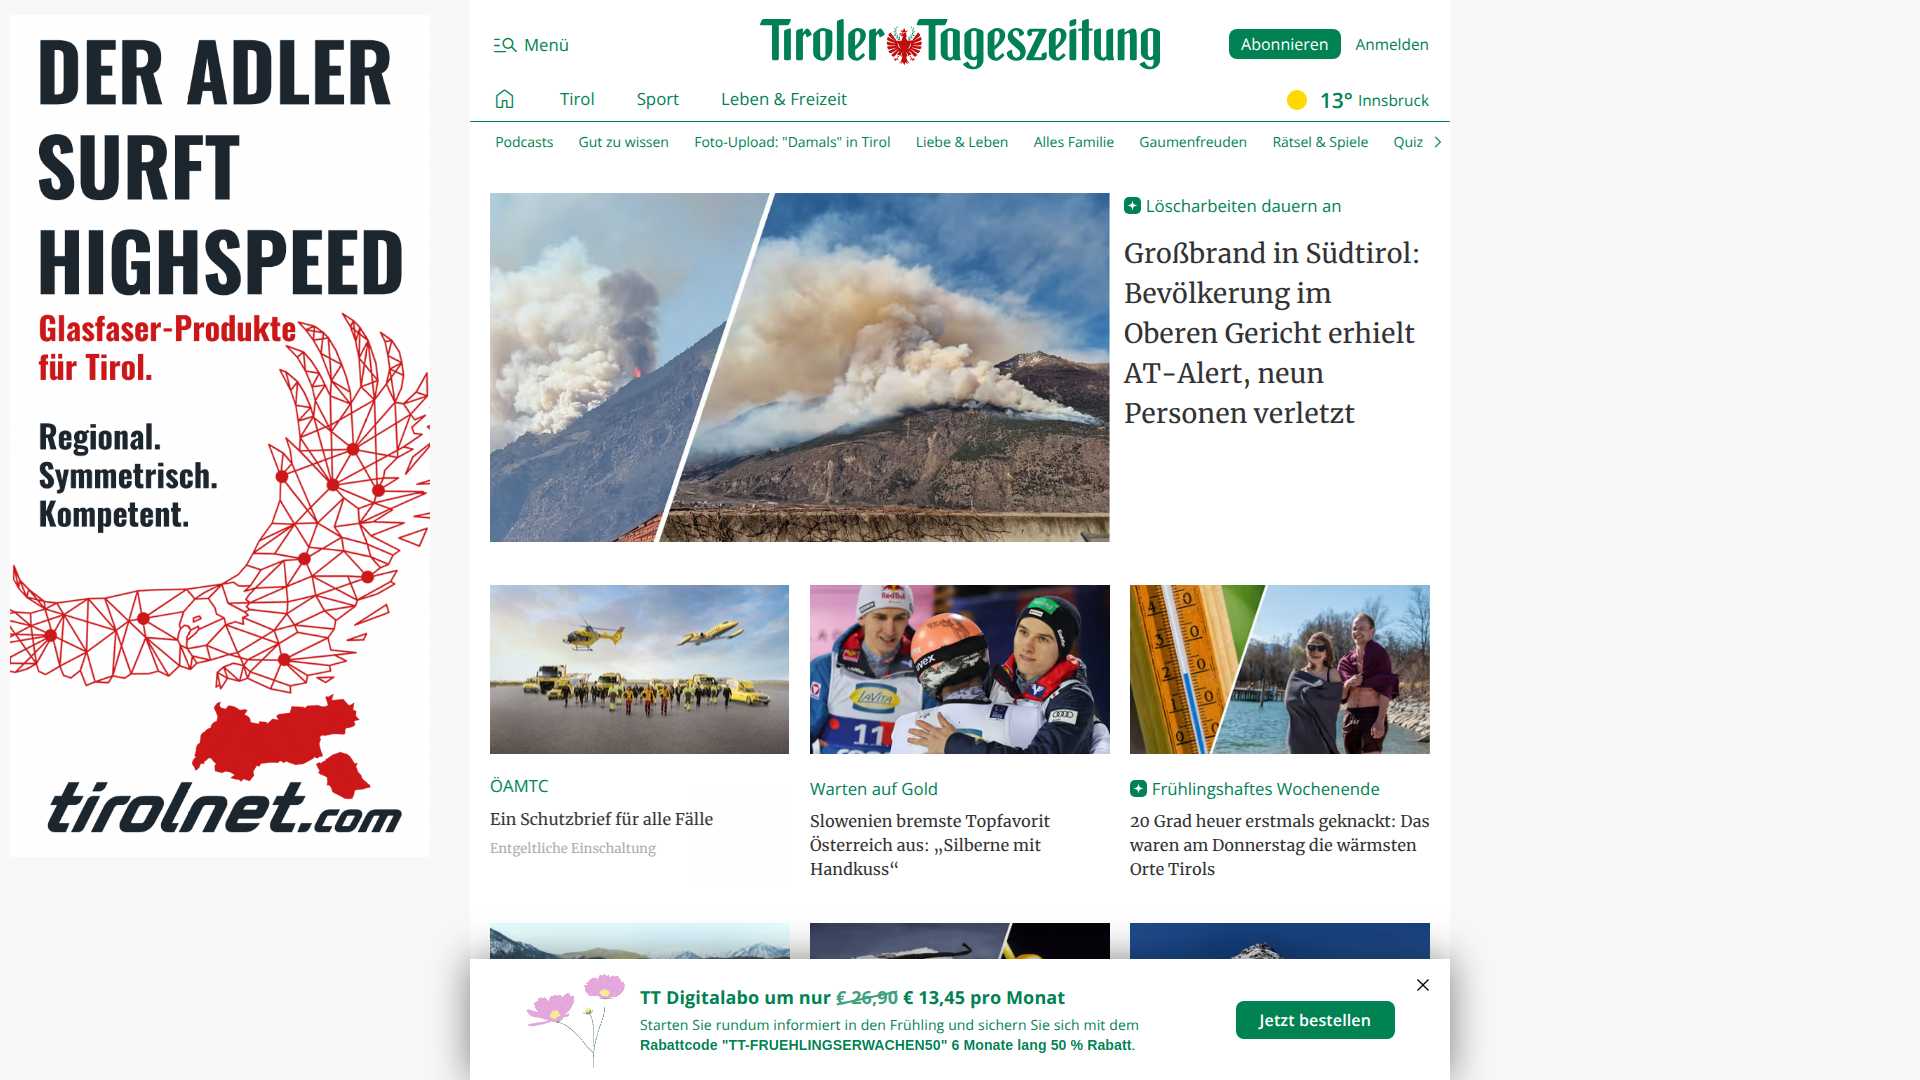 DER ADLER
SURFT
HIGHSPEED
Glasfaser-Produkte
für Tirol.
Regional.
Symmetrisch.
Kompetent.
tirolnet.com
Menü
Tiroler Tageszeitung
Abonnieren
Anmelden
Tirol
Sport
Leben & Freizeit
13° Innsbruck
Podcasts
Gut zu wissen
Foto-Upload: "Damals" in Tirol
Liebe & Leben
Alles Familie
Gaumenfreuden
Rätsel & Spiele
Quiz
Löscharbeiten dauern an
Großbrand in Südtirol:
Bevölkerung im
Oberen Gericht erhielt
AT-Alert, neun
Personen verletzt
RedBull
LaVita
11
uvex
ÖAMTC
Ein Schutzbrief für alle Fälle
Entgeltliche Einschaltung
Warten auf Gold
Slowenien bremste Topfavorit
Österreich aus: „Silberne mit
Handkuss“
Frühlingshaftes Wochenende
20 Grad heuer erstmals geknackt: Das
waren am Donnerstag die wärmsten
Orte Tirols
TT Digitalabo um nur € 26,90 € 13,45 pro Monat
Starten Sie rundum informiert in den Frühling und sichern Sie sich mit dem
Rabattcode "TT-FRUEHLINGSERWACHEN50" 6 Monate lang 50 % Rabatt.
Jetzt bestellen